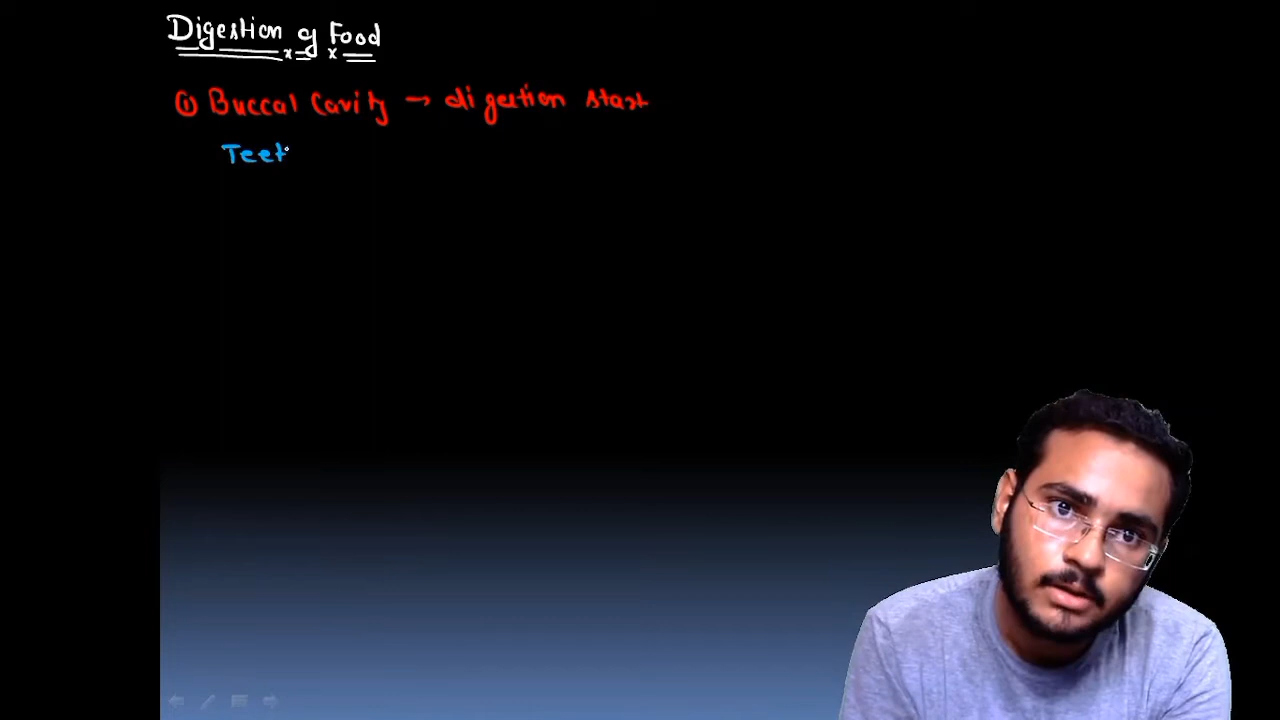 Digestion of Food
① Buccal Cavity → digestion start
Teet